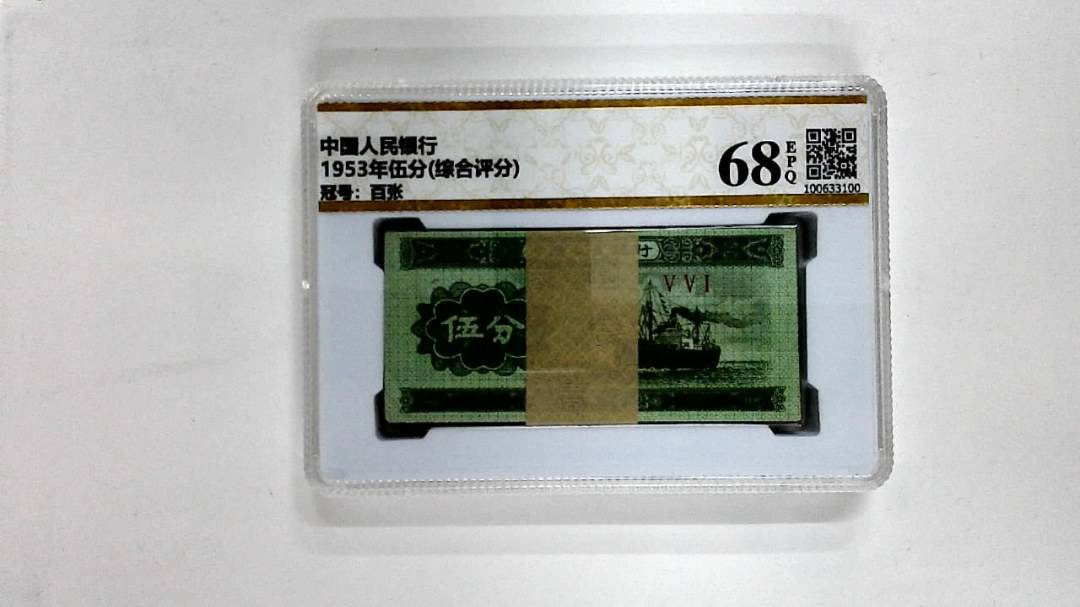 中国人民银行
1953年伍分(综合评分)
冠号：百张
68
EPQ
100633100
VVI
伍分